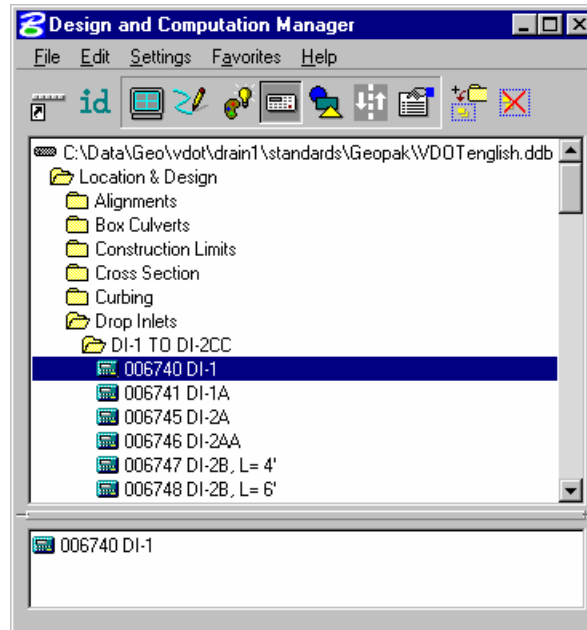 Design and Computation Manager
File Edit Settings Favorites Help
id
C:\Data\Geo\vdot\drain1\standards\Geopak\VDOTenglish.ddb
Location & Design
Alignments
Box Culverts
Construction Limits
Cross Section
Curbing
Drop Inlets
DI-1 TO DI-2CC
006740 DI-1
006741 DI-1A
006745 DI-2A
006746 DI-2AA
006747 DI-2B, L= 4'
006748 DI-2B, L= 6'
006740 DI-1